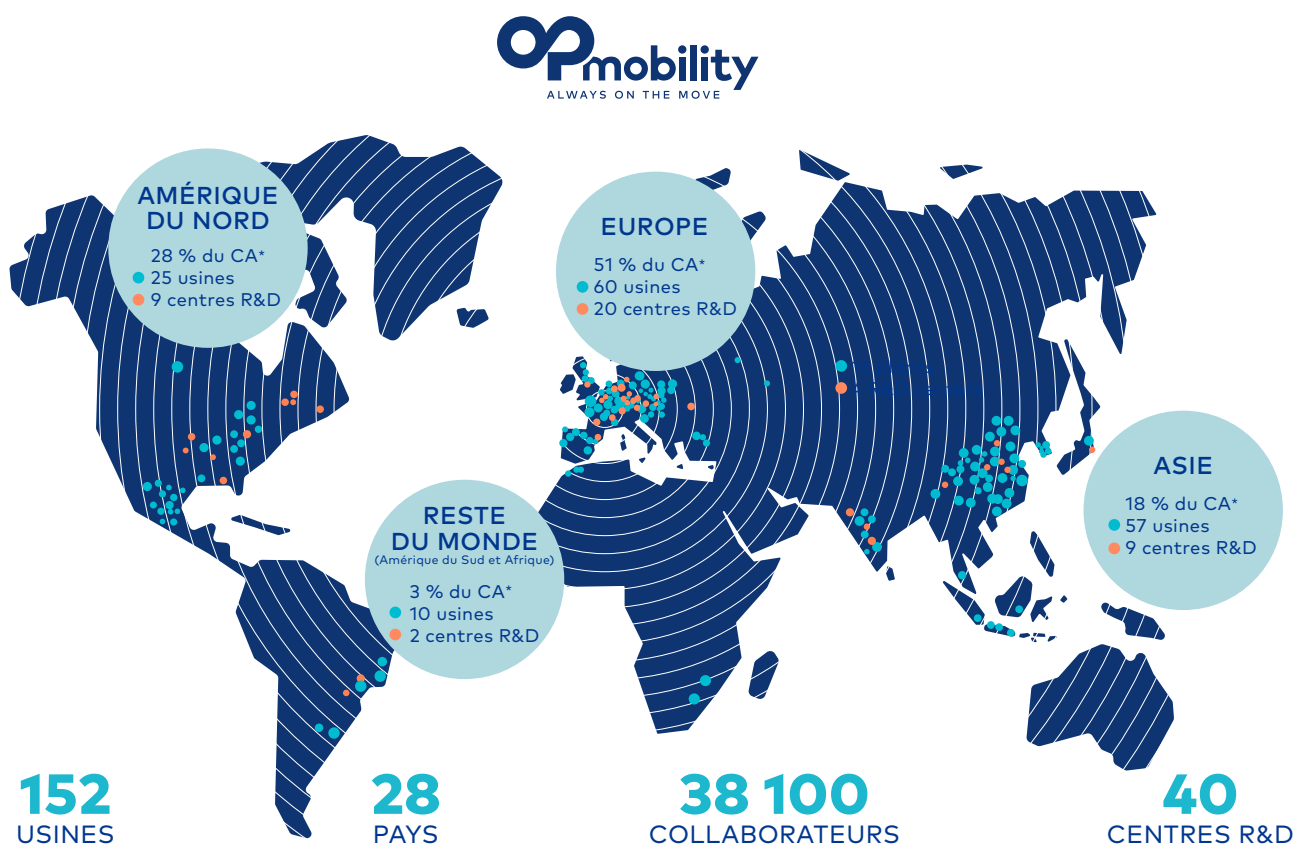 OPmobility
ALWAYS ON THE MOVE
AMÉRIQUE
DU NORD
28 % du CA*
25 usines
9 centres R&D
EUROPE
51 % du CA*
60 usines
20 centres R&D
RESTE
DU MONDE
(Amérique du Sud et Afrique)
3 % du CA*
10 usines
2 centres R&D
ASIE
18 % du CA*
57 usines
9 centres R&D
152
USINES
28
PAYS
38 100
COLLABORATEURS
40
CENTRES R&D